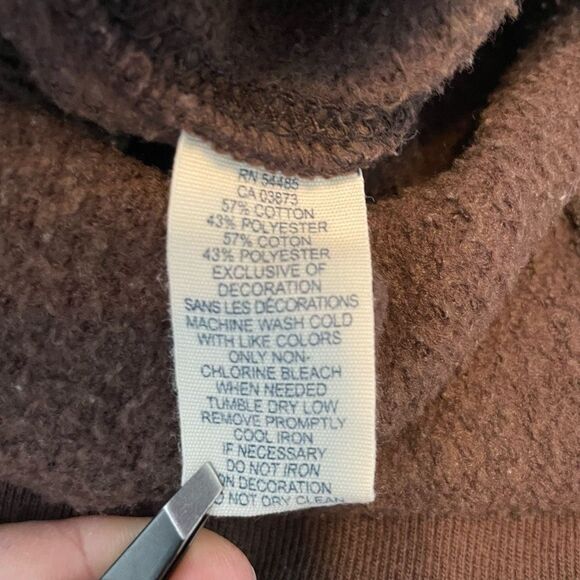 RN 54485
CA 03673
57% COTTON
43% POLYESTER
57% COTON
43% POLYESTER
EXCLUSIVE OF
DECORATION
SANS LES DÉCORATIONS
MACHINE WASH COLD
WITH LIKE COLORS
ONLY NON-
CHLORINE BLEACH
WHEN NEEDED
TUMBLE DRY LOW
REMOVE PROMPTLY
COOL IRON
IF NECESSARY
DO NOT IRON
ON DECORATION
DO NOT DRY CLEAN